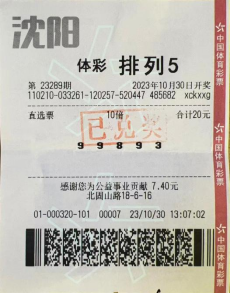 沈阳
体彩 排列5
第 23289期 2023年10月30日开奖
110210-033261-120257-520447 485682 xckxxg
直选票 10倍 合计20元
已兑奖
99893
感谢您为公益事业贡献 7.40元
北固山路18-6-16
01-000320-101 00007 23/10/30 13:07:02
中国体育彩票
中国体育彩票